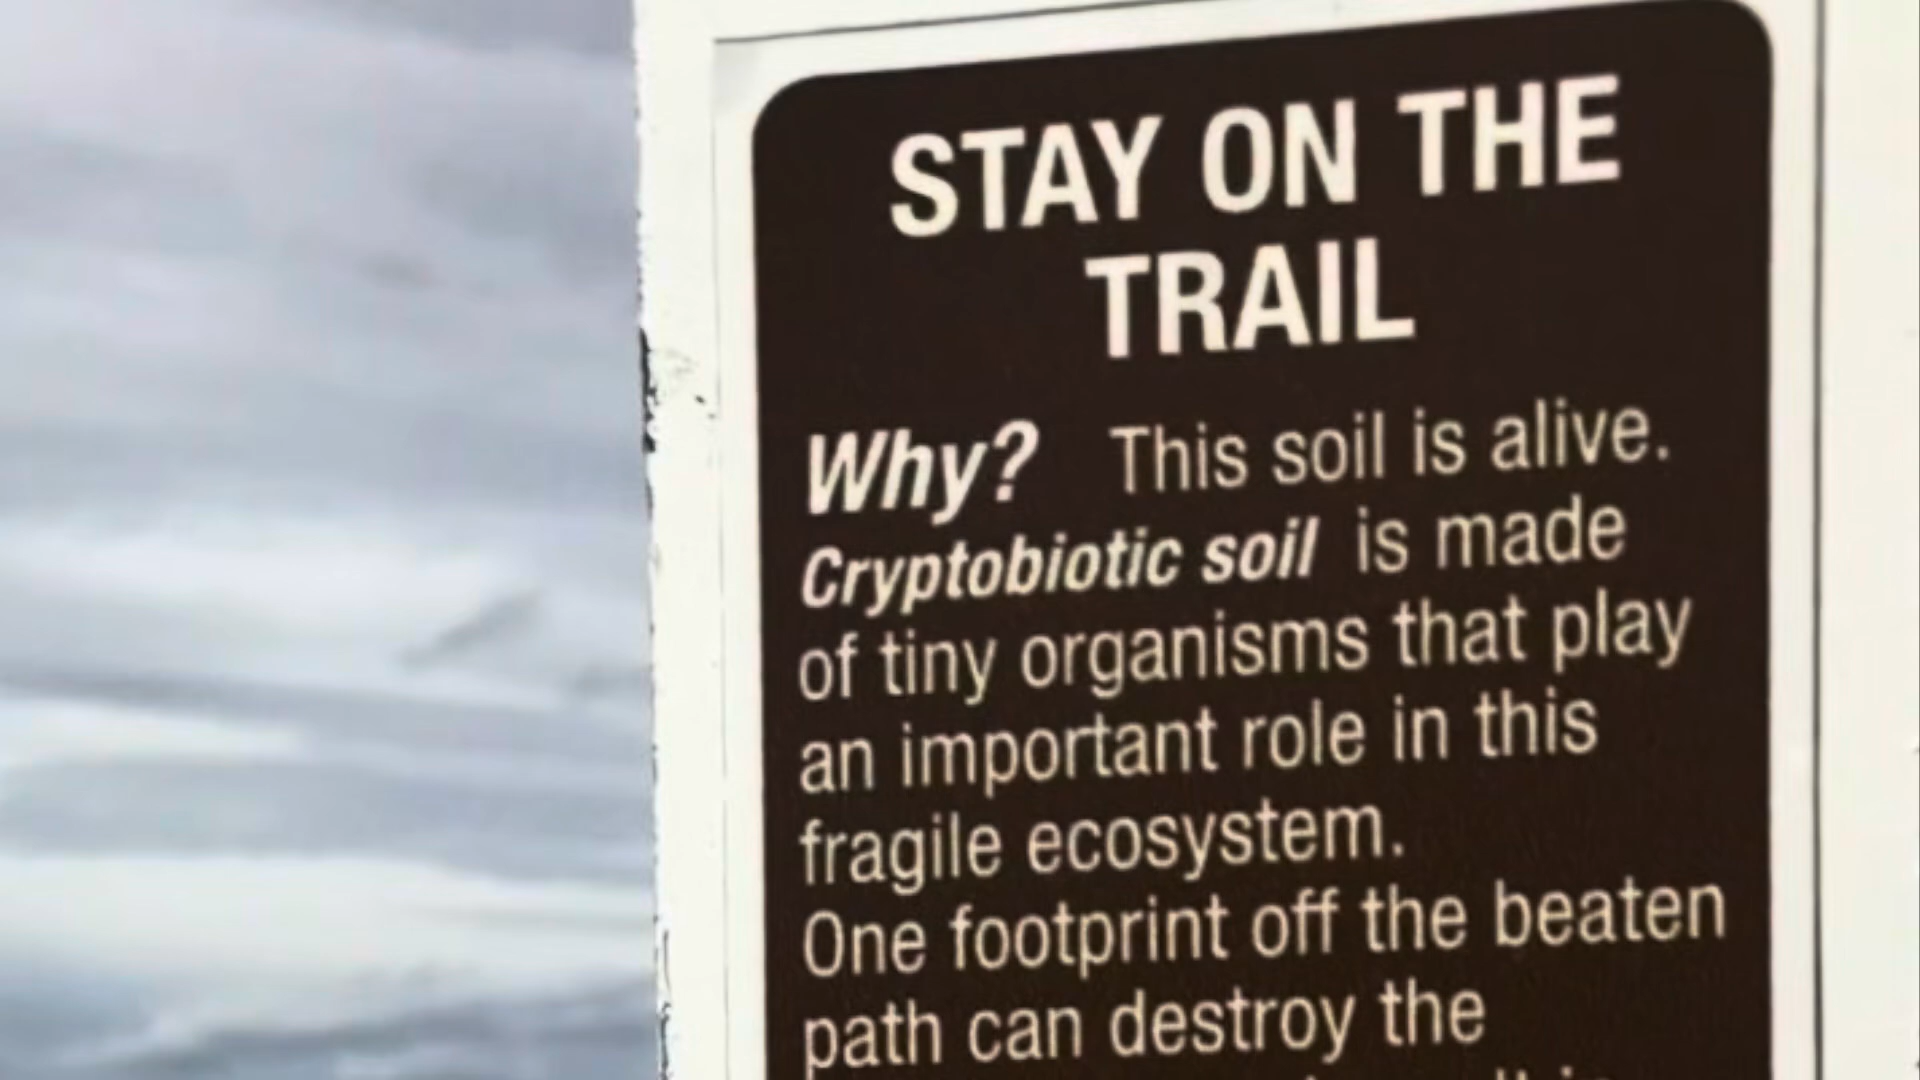 STAY ON THE
TRAIL
Why? This soil is alive.
Cryptobiotic soil is made
of tiny organisms that play
an important role in this
fragile ecosystem.
One footprint off the beaten
path can destroy the